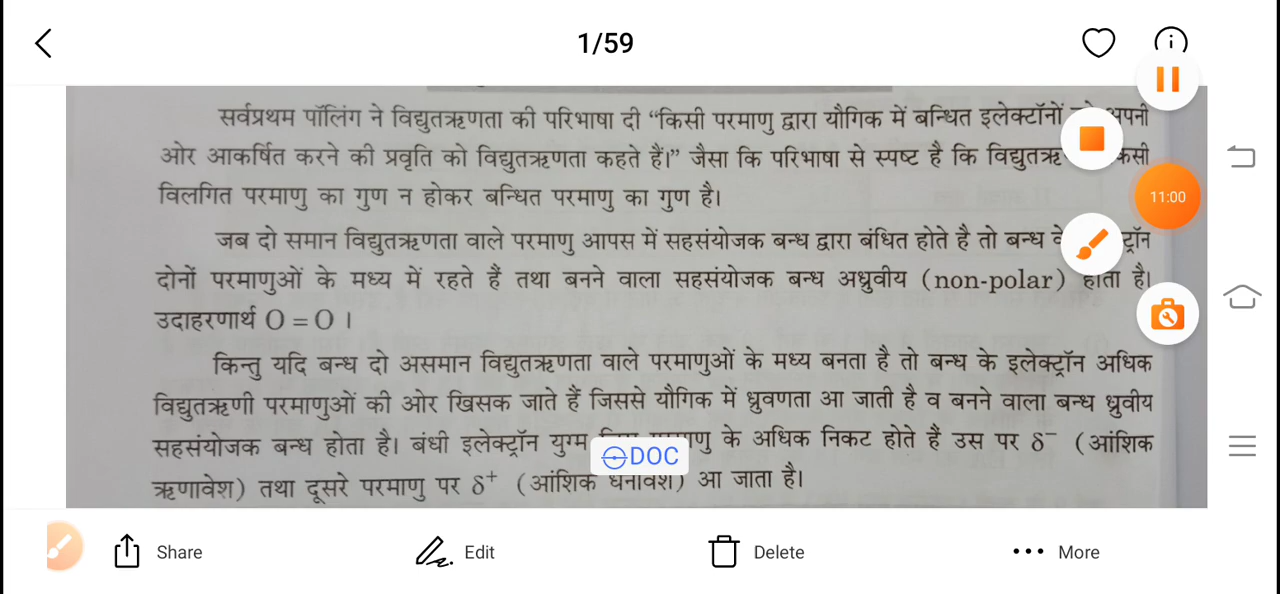 1/59
सर्वप्रथम पॉलिंग ने विद्युतऋणता की परिभाषा दी “किसी परमाणु द्वारा यौगिक में बन्धित इलेक्टॉनों
ओर आकर्षित करने की प्रवृति को विद्युतऋणता कहते हैं।” जैसा कि परिभाषा से स्पष्ट है कि
विलगित परमाणु का गुण न होकर बन्धित परमाणु का गुण है।
11:00
जब दो समान विद्युतऋणता वाले परमाणु आपस में सहसंयोजक बन्ध द्वारा बंधित होते है तो बन्ध
दोनों परमाणुओं के मध्य में रहते हैं तथा बनने वाला सहसंयोजक बन्ध अध्रुवीय (non-polar) होता है।
उदाहरणार्थ O = O ।
किन्तु यदि बन्ध दो असमान विद्युतऋणता वाले परमाणुओं के मध्य बनता है तो बन्ध के इलेक्ट्रॉन अधिक
विद्युतऋणी परमाणुओं की ओर खिसक जाते हैं जिससे यौगिक में ध्रुवणता आ जाती है व बनने वाला बन्ध ध्रुवीय
सहसंयोजक बन्ध होता है। बंधी इलेक्ट्रॉन युग्म के अधिक निकट होते हैं उस पर δ⁻ (आंशिक
DOC
ऋणावेश) तथा दूसरे परमाणु पर δ⁺ (आंशिक धनावेश) आ जाता है।
Share Edit Delete More